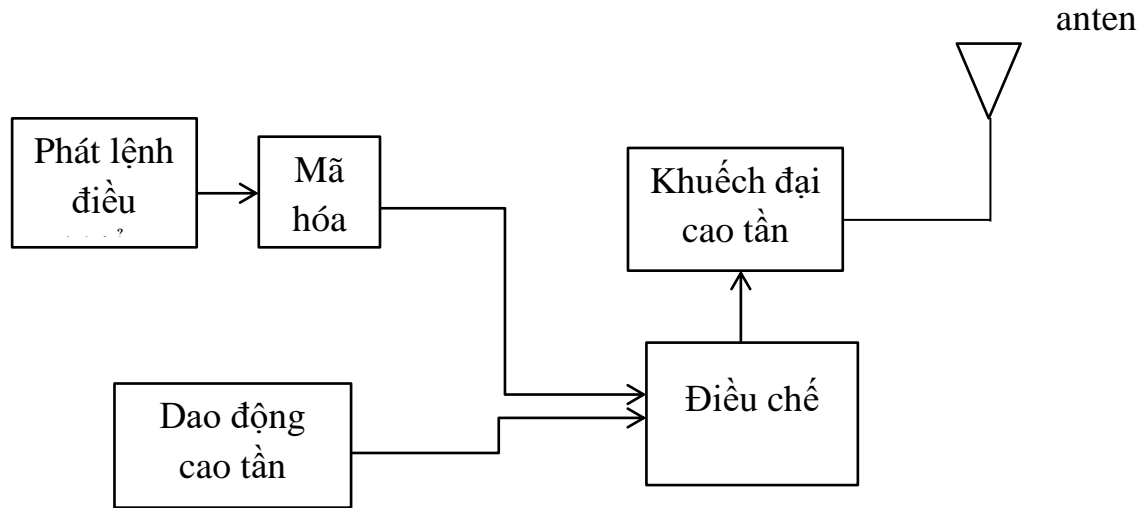 anten
Phát lệnh
điều
Mã
hóa
Khuếch đại
cao tần
Điều chế
Dao động
cao tần